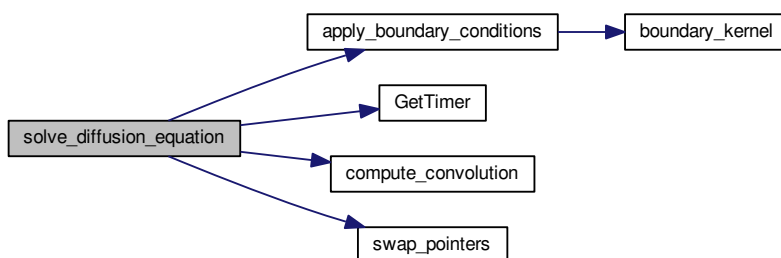 apply_boundary_conditions
boundary_kernel
GetTimer
solve_diffusion_equation
compute_convolution
swap_pointers